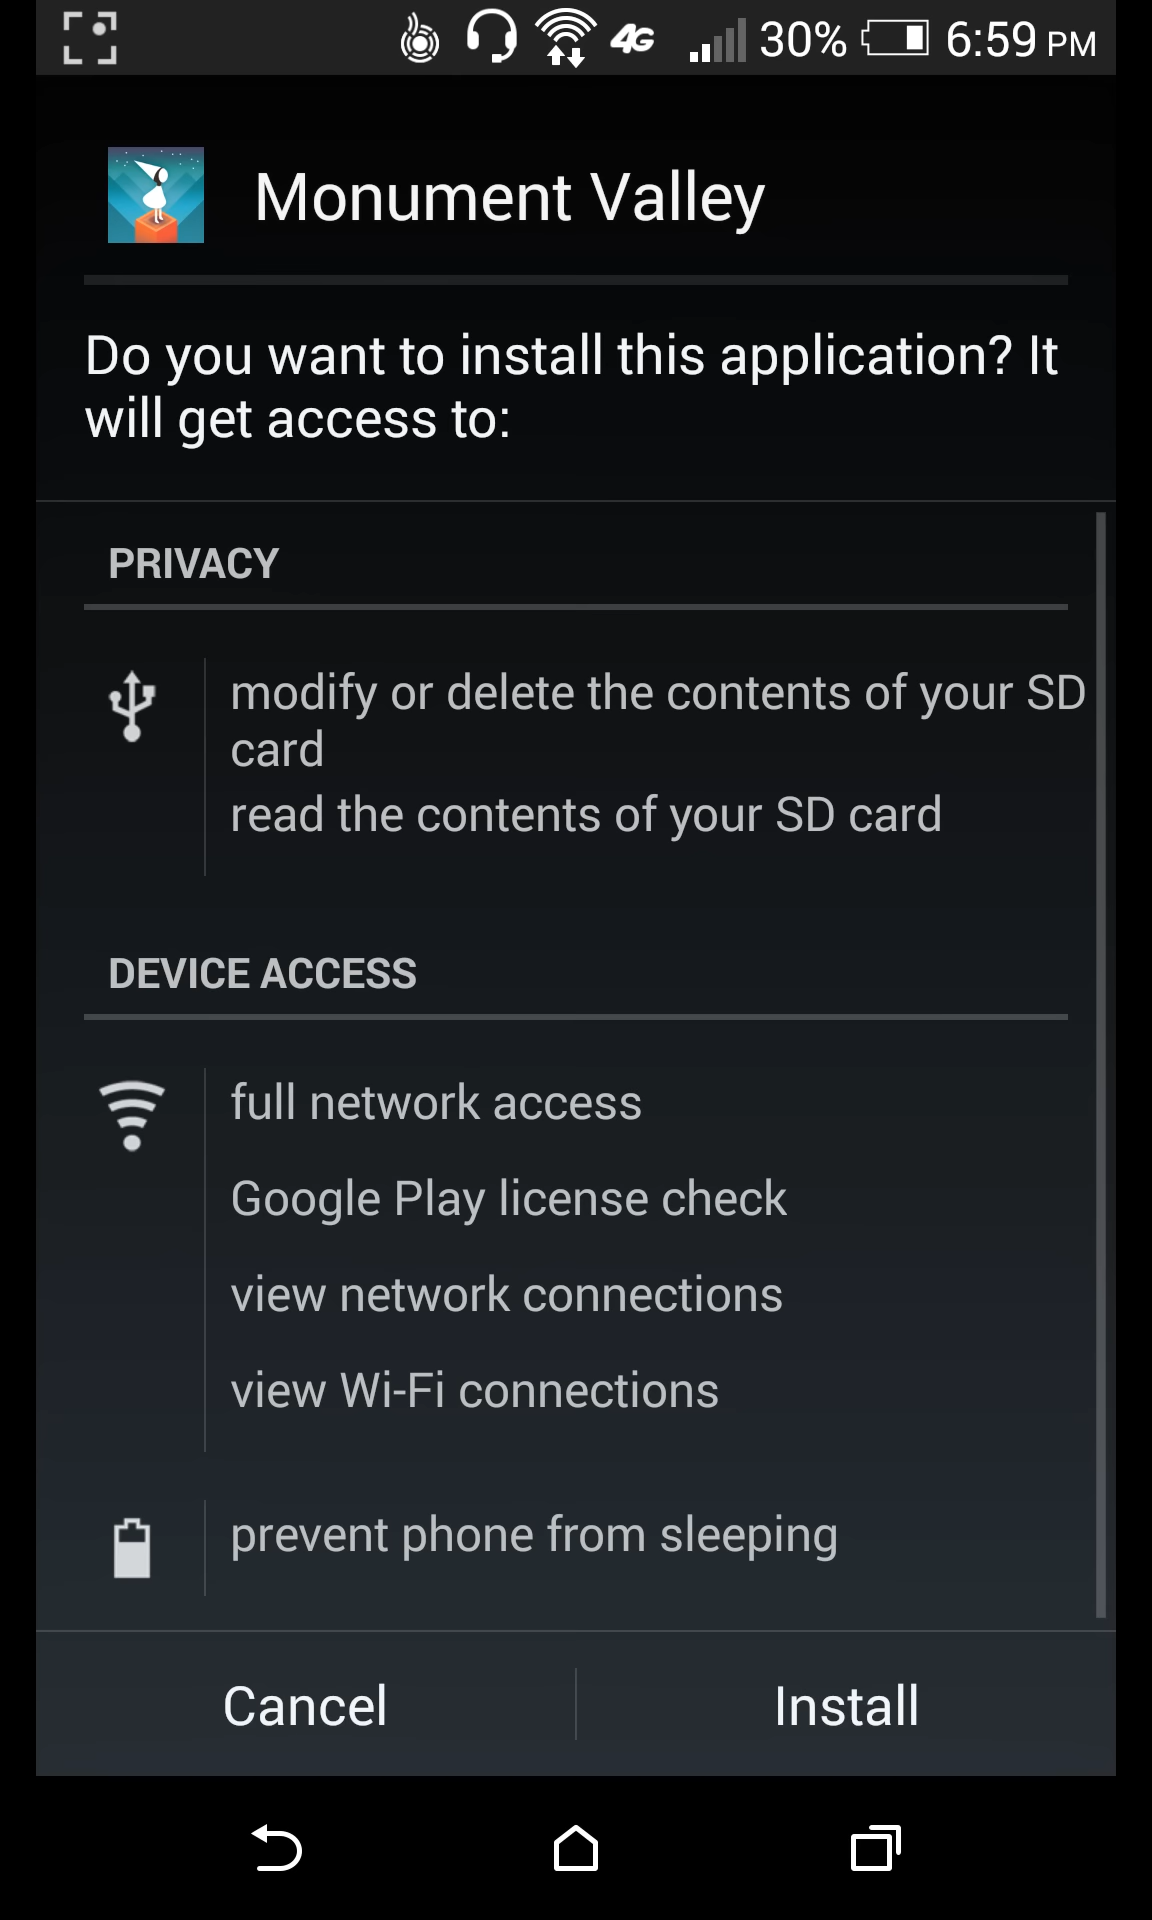 4G 30% 6:59 PM
Monument Valley
Do you want to install this application? It
will get access to:
PRIVACY
modify or delete the contents of your SD
card
read the contents of your SD card
DEVICE ACCESS
full network access
Google Play license check
view network connections
view Wi-Fi connections
prevent phone from sleeping
Cancel Install